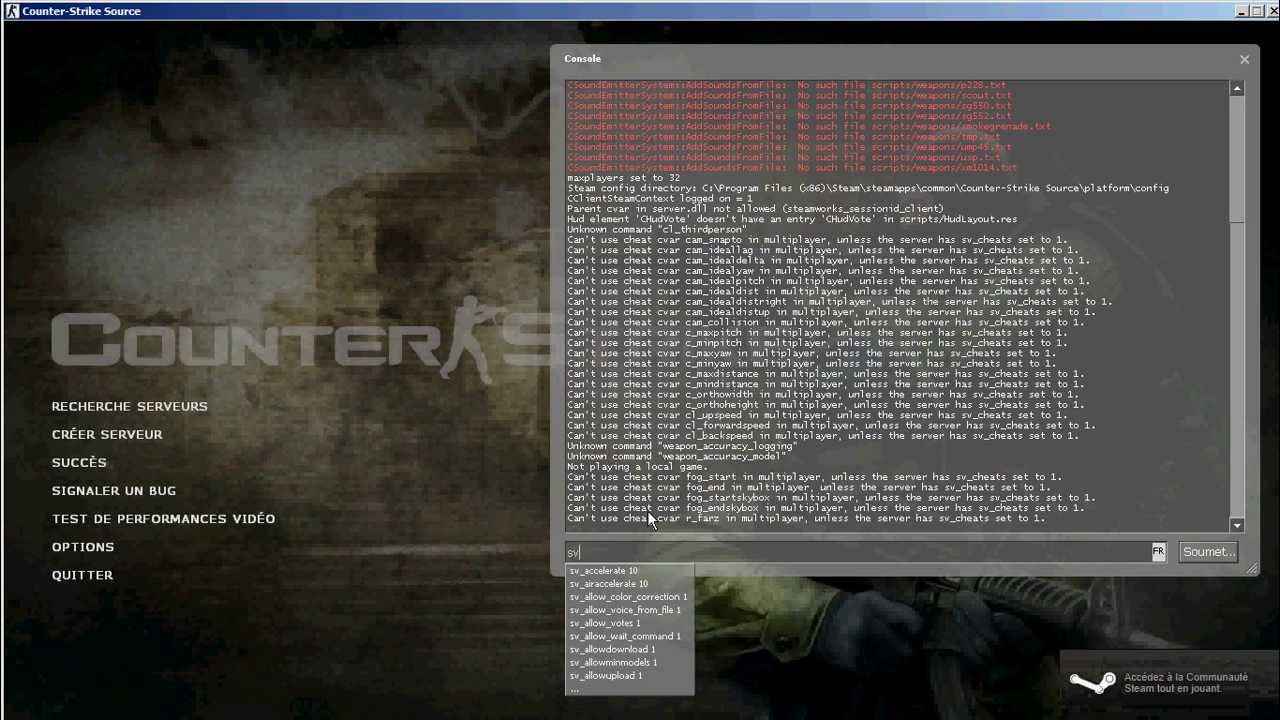 Counter-Strike Source
Console
CSoundEmitterSystem::AddSoundsFromFile: No such file scripts/weapons/p228.txt
CSoundEmitterSystem::AddSoundsFromFile: No such file scripts/weapons/scout.txt
CSoundEmitterSystem::AddSoundsFromFile: No such file scripts/weapons/sg550.txt
CSoundEmitterSystem::AddSoundsFromFile: No such file scripts/weapons/sg552.txt
CSoundEmitterSystem::AddSoundsFromFile: No such file scripts/weapons/smokegrenade.txt
CSoundEmitterSystem::AddSoundsFromFile: No such file scripts/weapons/tmp.txt
CSoundEmitterSystem::AddSoundsFromFile: No such file scripts/weapons/ump45.txt
CSoundEmitterSystem::AddSoundsFromFile: No such file scripts/weapons/usp.txt
CSoundEmitterSystem::AddSoundsFromFile: No such file scripts/weapons/xm1014.txt
maxplayers set to 32
Steam config directory: C:\Program Files (x86)\Steam\steamapps\common\Counter-Strike Source\platform\config
CClientSteamContext logged on = 1
Parent cvar in server.dll not allowed (steamworks_sessionid_client)
Hud element 'CHudVote' doesn't have an entry 'CHudVote' in scripts/HudLayout.res
Unknown command "cl_thirdperson"
Can't use cheat cvar cam_snapto in multiplayer, unless the server has sv_cheats set to 1.
Can't use cheat cvar cam_ideallag in multiplayer, unless the server has sv_cheats set to 1.
Can't use cheat cvar cam_idealdelta in multiplayer, unless the server has sv_cheats set to 1.
Can't use cheat cvar cam_idealyaw in multiplayer, unless the server has sv_cheats set to 1.
Can't use cheat cvar cam_idealpitch in multiplayer, unless the server has sv_cheats set to 1.
Can't use cheat cvar cam_idealdist in multiplayer, unless the server has sv_cheats set to 1.
Can't use cheat cvar cam_idealdistright in multiplayer, unless the server has sv_cheats set to 1.
Can't use cheat cvar cam_idealdistup in multiplayer, unless the server has sv_cheats set to 1.
Can't use cheat cvar cam_collision in multiplayer, unless the server has sv_cheats set to 1.
Can't use cheat cvar c_maxpitch in multiplayer, unless the server has sv_cheats set to 1.
Can't use cheat cvar c_minpitch in multiplayer, unless the server has sv_cheats set to 1.
Can't use cheat cvar c_maxyaw in multiplayer, unless the server has sv_cheats set to 1.
Can't use cheat cvar c_minyaw in multiplayer, unless the server has sv_cheats set to 1.
Can't use cheat cvar c_maxdistance in multiplayer, unless the server has sv_cheats set to 1.
Can't use cheat cvar c_mindistance in multiplayer, unless the server has sv_cheats set to 1.
Can't use cheat cvar c_orthowidth in multiplayer, unless the server has sv_cheats set to 1.
Can't use cheat cvar c_orthoheight in multiplayer, unless the server has sv_cheats set to 1.
Can't use cheat cvar cl_upspeed in multiplayer, unless the server has sv_cheats set to 1.
Can't use cheat cvar cl_forwardspeed in multiplayer, unless the server has sv_cheats set to 1.
Can't use cheat cvar cl_backspeed in multiplayer, unless the server has sv_cheats set to 1.
Unknown command "weapon_accuracy_logging"
Unknown command "weapon_accuracy_model"
Not playing a local game.
Can't use cheat cvar fog_start in multiplayer, unless the server has sv_cheats set to 1.
Can't use cheat cvar fog_end in multiplayer, unless the server has sv_cheats set to 1.
Can't use cheat cvar fog_startskybox in multiplayer, unless the server has sv_cheats set to 1.
Can't use cheat cvar fog_endskybox in multiplayer, unless the server has sv_cheats set to 1.
Can't use cheat cvar r_farz in multiplayer, unless the server has sv_cheats set to 1.
sv
FR
Soumet...
sv_accelerate 10
sv_airaccelerate 10
sv_allow_color_correction 1
sv_allow_voice_from_file 1
sv_allow_votes 1
sv_allow_wait_command 1
sv_allowdownload 1
sv_allowminmodels 1
sv_allowupload 1
...
COUNTER S
RECHERCHE SERVEURS
CRÉER SERVEUR
SUCCÈS
SIGNALER UN BUG
TEST DE PERFORMANCES VIDÉO
OPTIONS
QUITTER
Accédez à la Communauté
Steam tout en jouant.